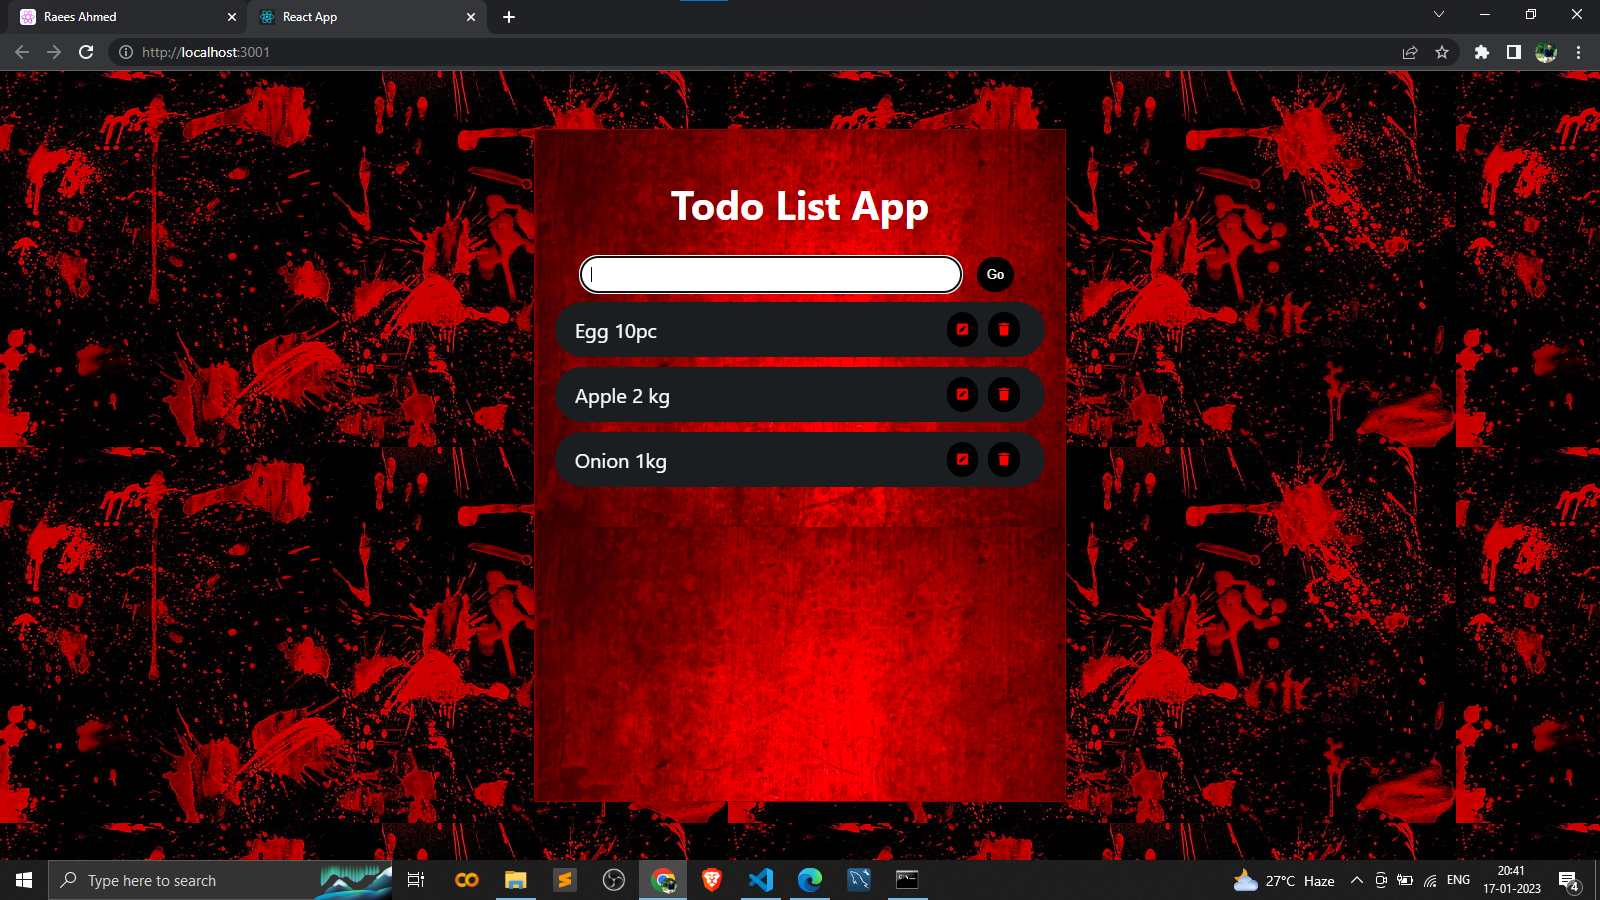 Raees Ahmed
React App
http://localhost:3001
Todo List App
Go
Egg 10pc
Apple 2 kg
Onion 1kg
Type here to search
27°C Haze
ENG
20:41
17-01-2023
4